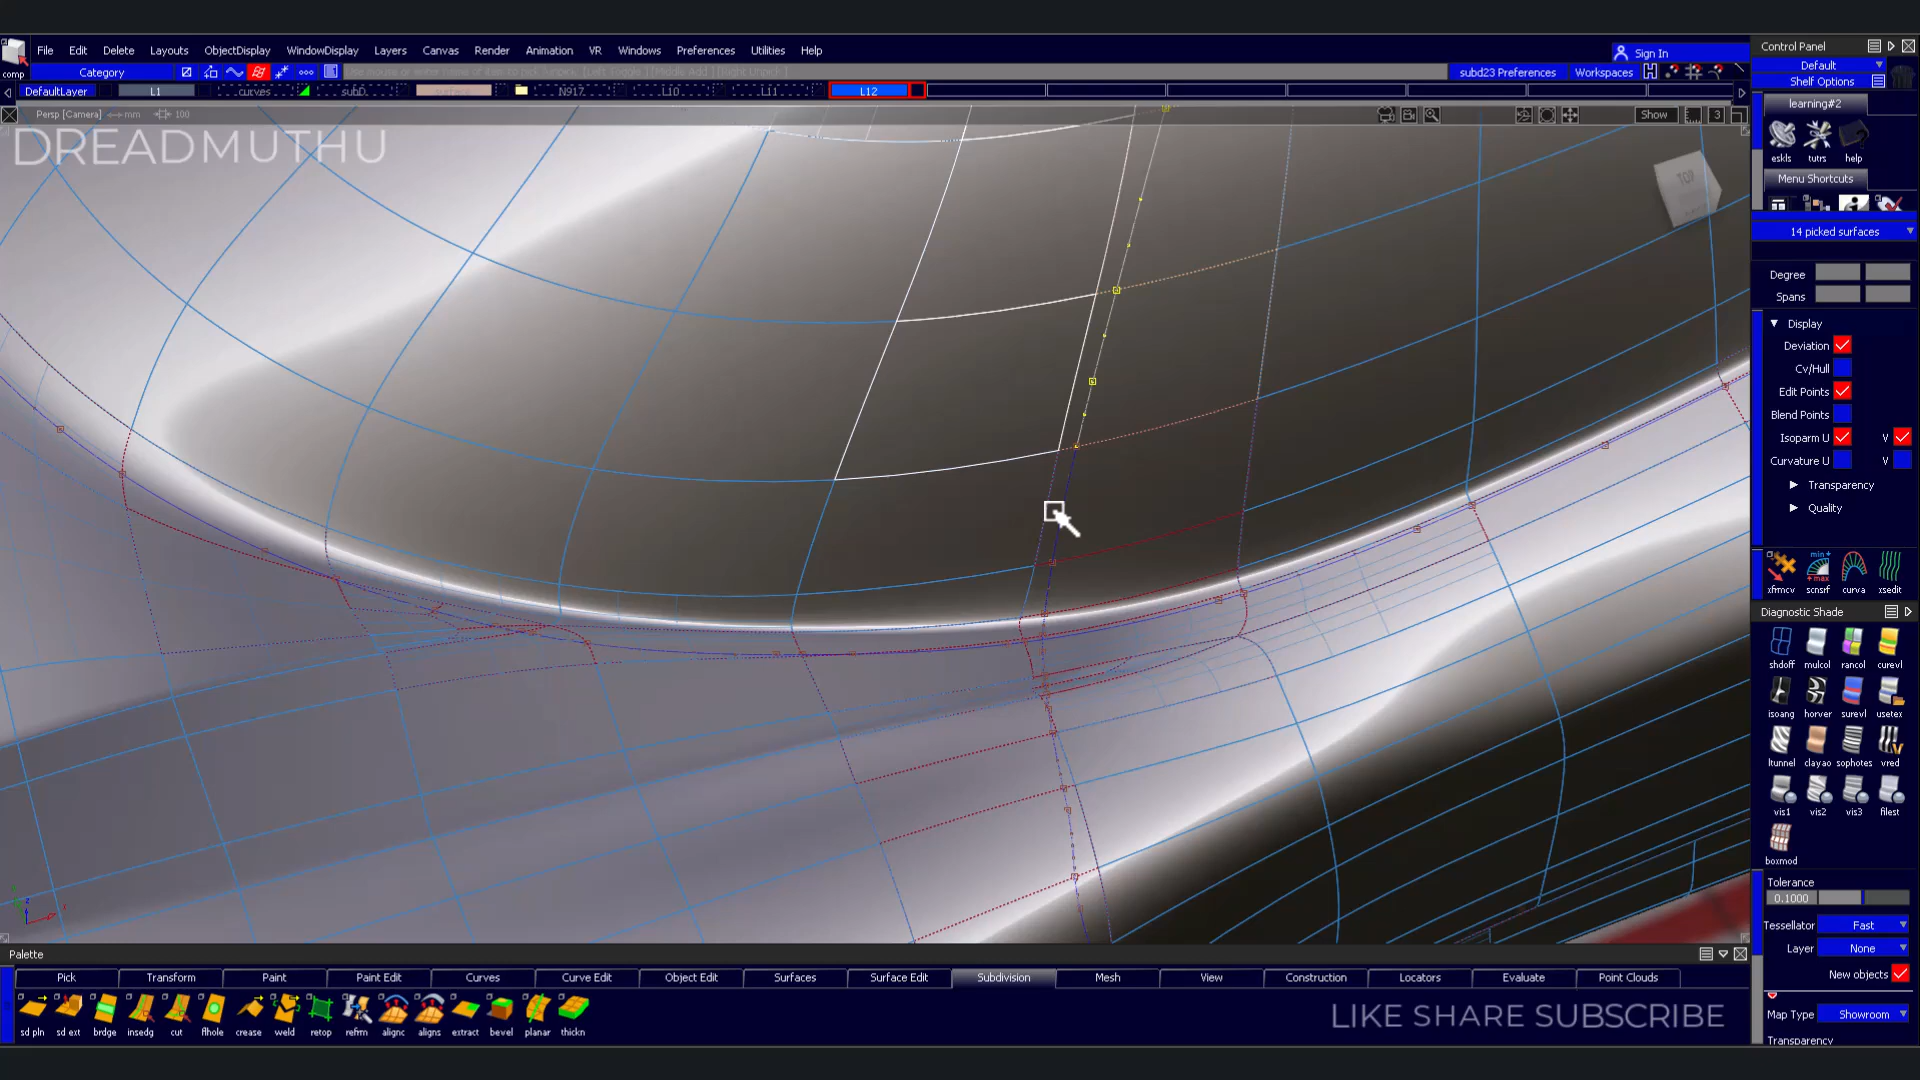 File Edit Delete Layouts ObjectDisplay WindowDisplay Layers Canvas Render Animation VR Windows Preferences Utilities Help
Sign In
Control Panel
comp
Category
subd23 Preferences
Workspaces
Default
Shelf Options
DefaultLayer
L1
curves
subD
surface
N917
L10
L11
L12
Persp [Camera]
mm
100
Show
3
learning#2
DREADMUTHU
eskls tutrs help
TOP
Menu Shortcuts
14 picked surfaces
Degree
Spans
Display
Deviation
Cv/Hull
Edit Points
Blend Points
Isoparm U V
Curvature U V
Transparency
Quality
xfrmcv scnsrf curva xsedit
Diagnostic Shade
shdoff mulcol rancol curevl
isoang horver surevl usetex
ltunnel clayao sophotes vred
vis1 vis2 vis3 filest
boxmod
Tolerance
0.1000
Tessellator Fast
Layer None
New objects
Map Type Showroom
Transparency
Palette
Pick Transform Paint Paint Edit Curves Curve Edit Object Edit Surfaces Surface Edit Subdivision Mesh View Construction Locators Evaluate Point Clouds
sd pln sd ext brdge insedg cut flhole crease weld retop refrm alignc aligns extract bevel planar thickn
LIKE SHARE SUBSCRIBE